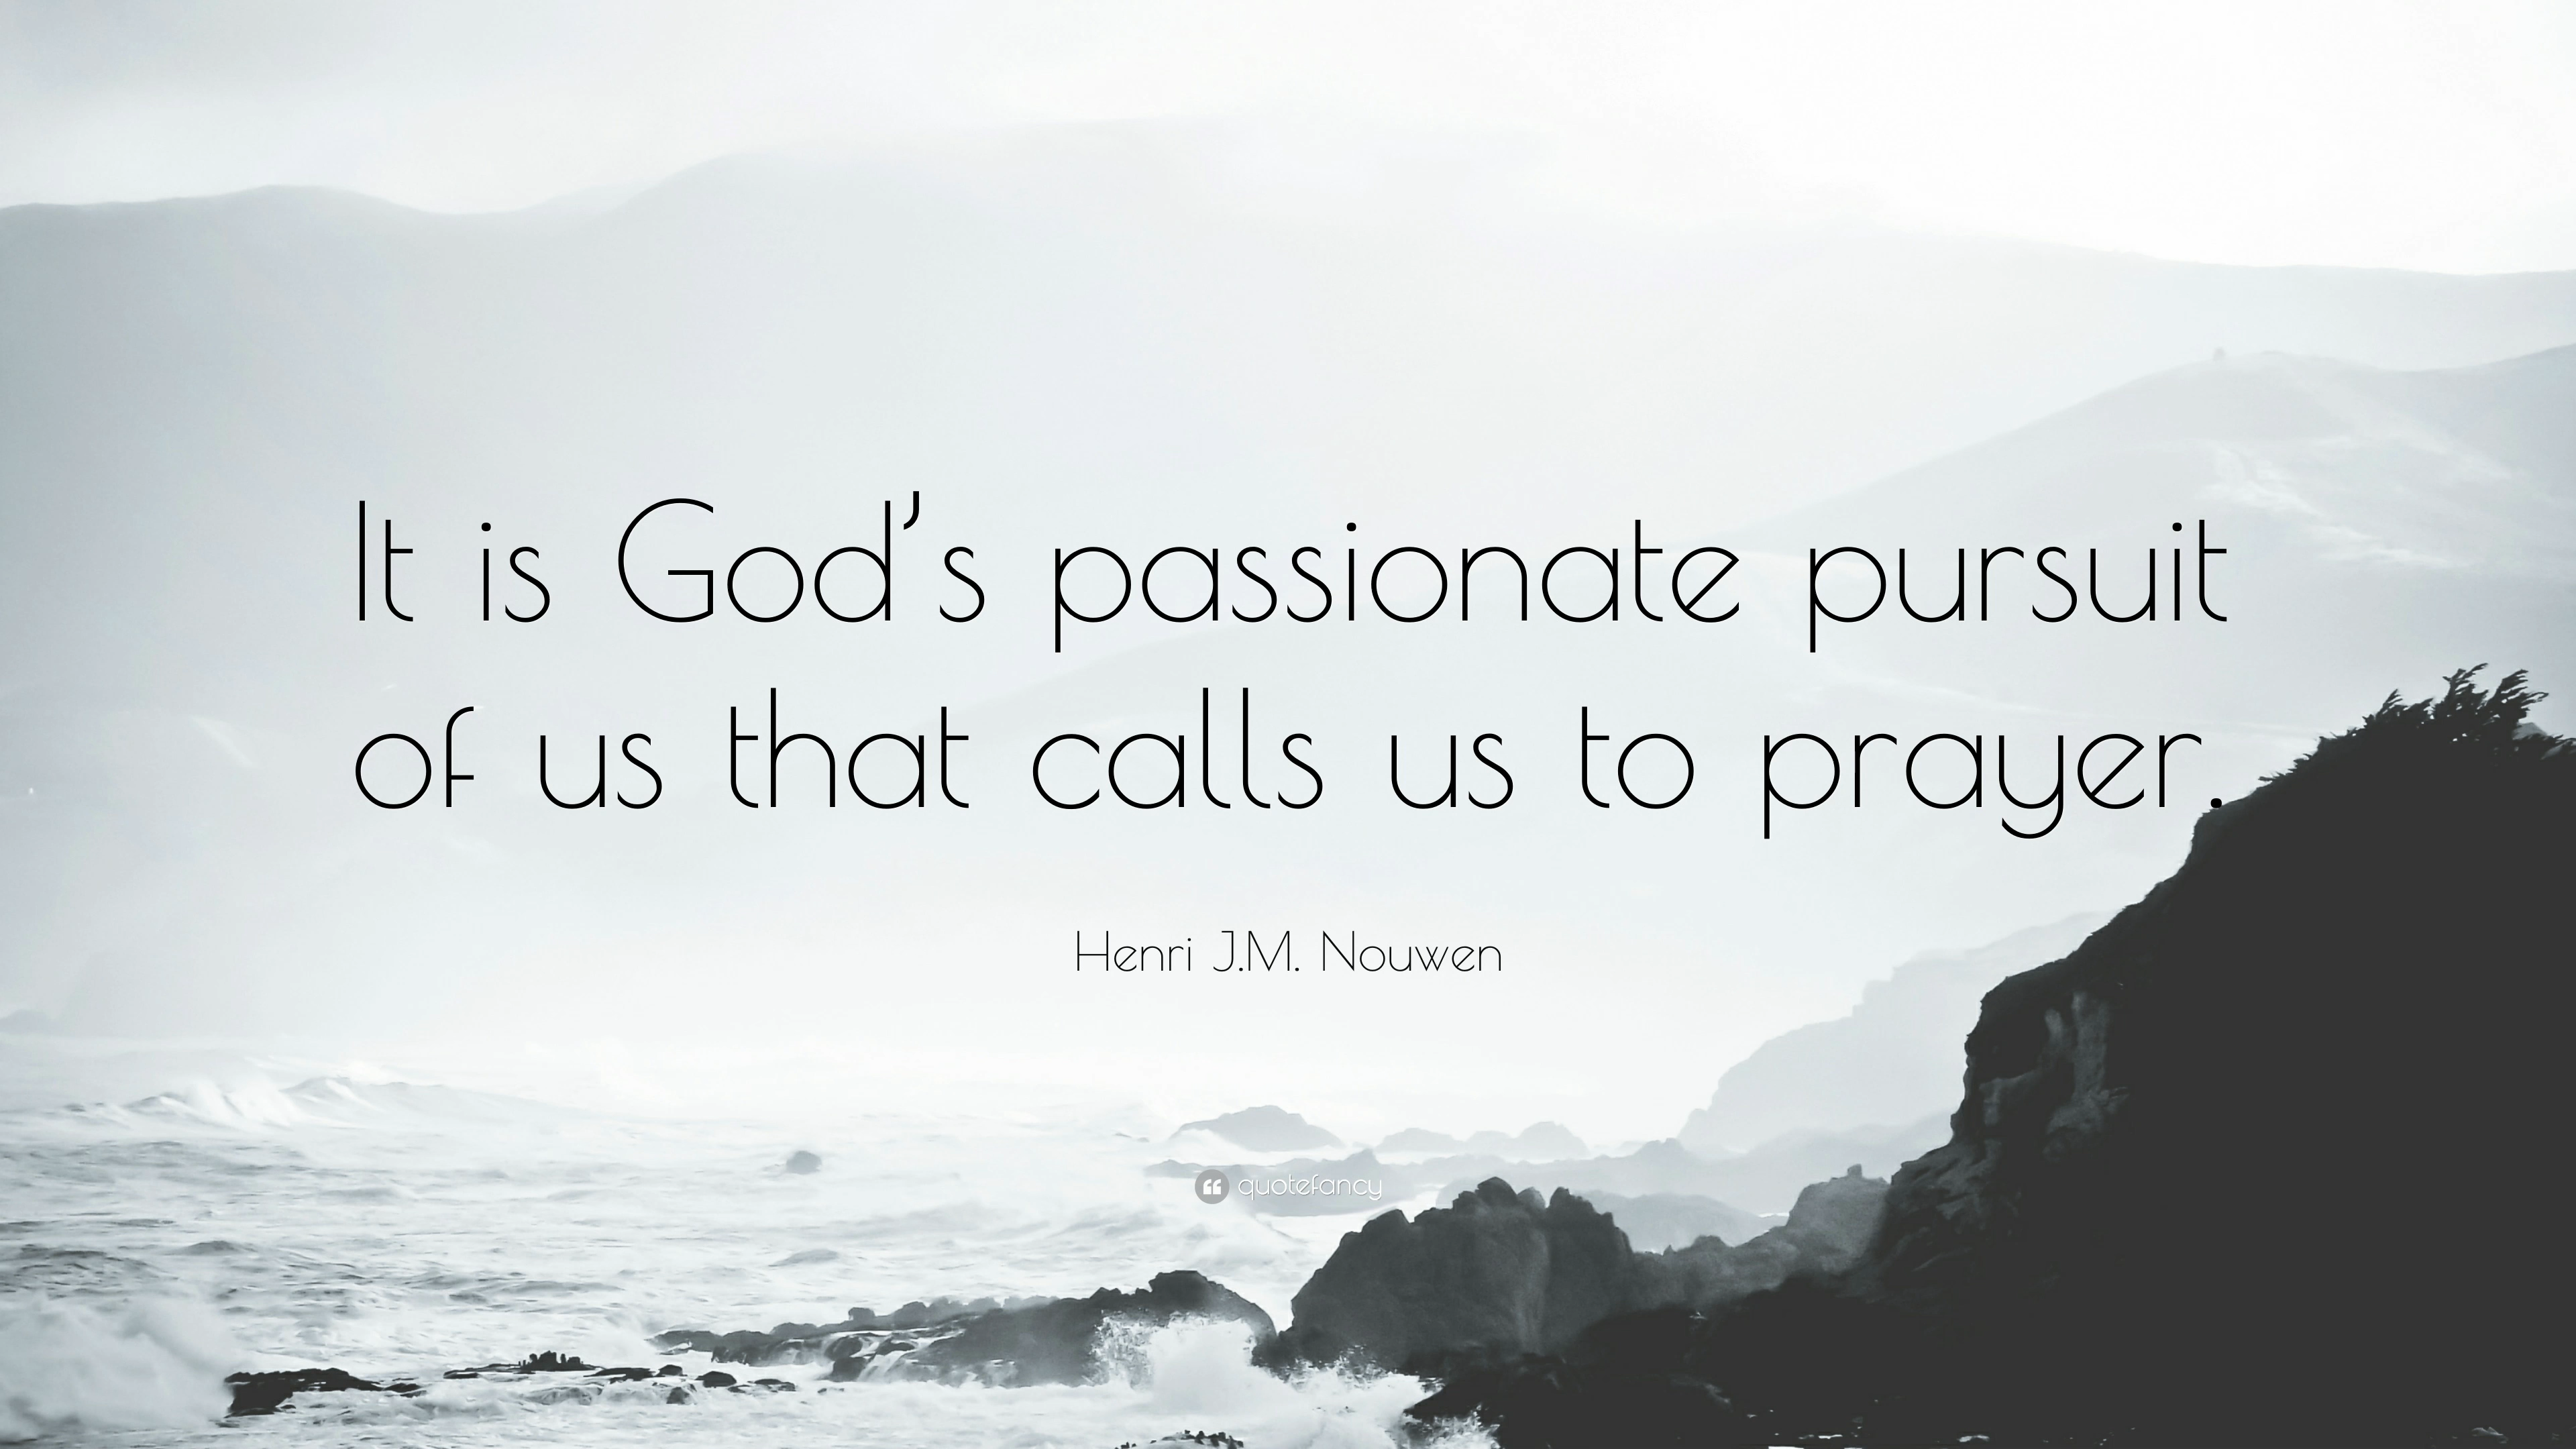 It is God’s passionate pursuit
of us that calls us to prayer.
Henri J.M. Nouwen
quotefancy